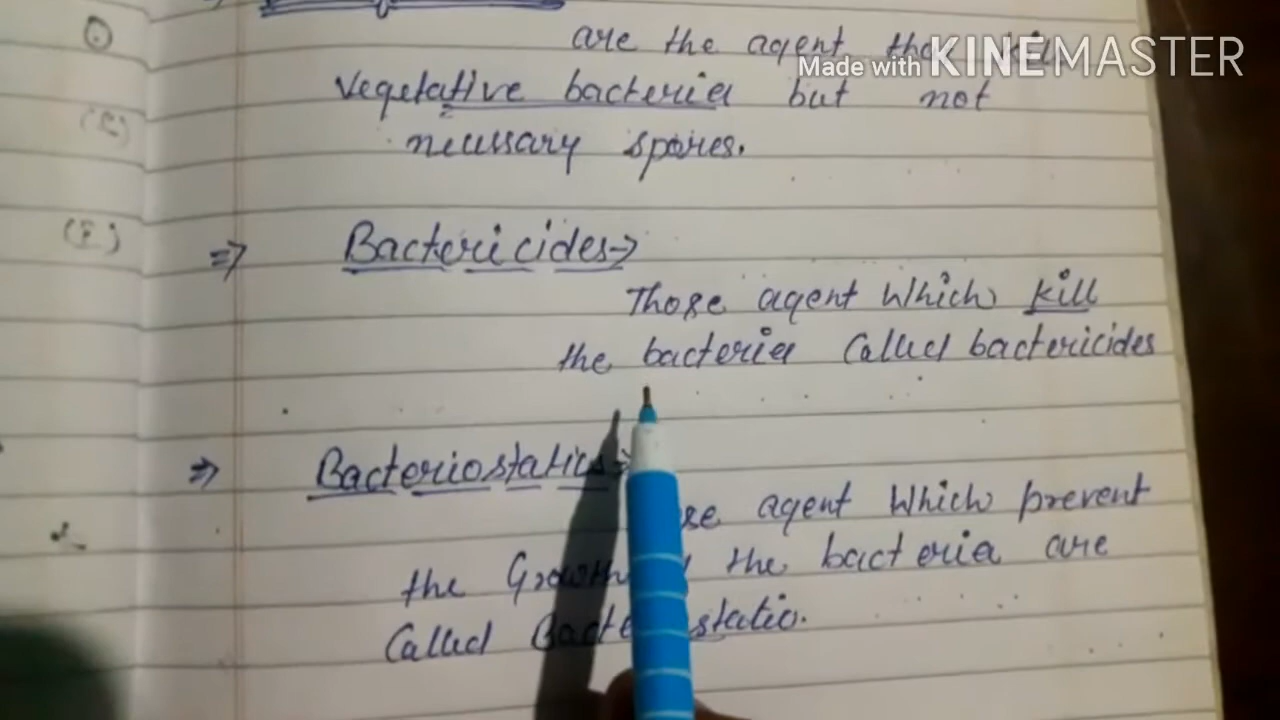 are the agent
Made with KINEMASTER
vegetative bacteria but not
necessary spores.
⇒ Bactericides→
Those agent which kill
the bacteria called bactericides
⇒ Bacteriostatics→
agent which prevent
the Growth the bacteria are
called